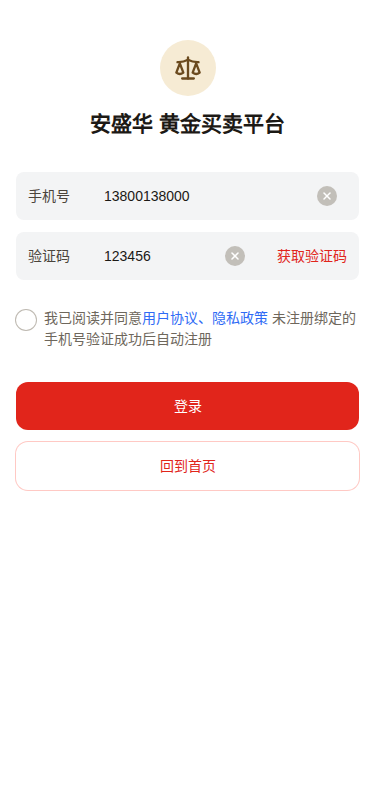 安盛华 黄金买卖平台
手机号 13800138000
验证码 123456 获取验证码
我已阅读并同意用户协议、隐私政策 未注册绑定的
手机号验证成功后自动注册
登录
回到首页